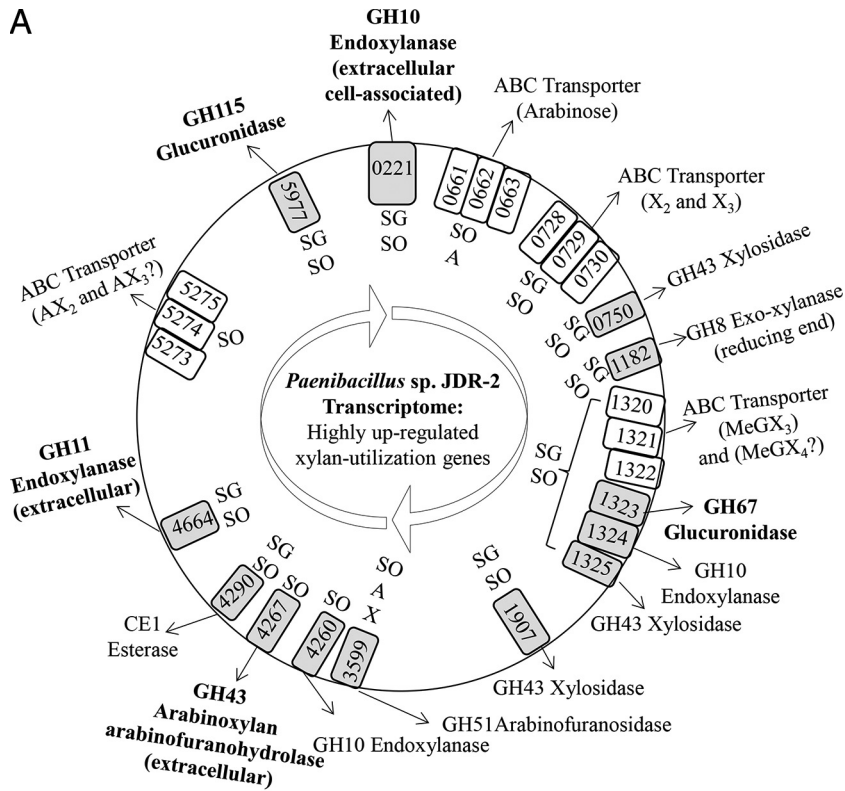 A
GH10
Endoxylanase
(extracellular
cell-associated)
0221
SG
SO
ABC Transporter
(Arabinose)
0661
0662
0663
SO
A
ABC Transporter
(X2 and X3)
0728
0729
0730
SG
SO
GH43 Xylosidase
0750
SG
SO
GH8 Exo-xylanase
(reducing end)
1182
SG
SO
ABC Transporter
(MeGX3)
and (MeGX4?)
1320
1321
1322
1323
1324
1325
SG
SO
GH67
Glucuronidase
GH10
Endoxylanase
GH43 Xylosidase
1907
SG
SO
GH43 Xylosidase
3599
SO
A
X
GH51Arabinofuranosidase
4260
SO
GH10 Endoxylanase
4267
SO
GH43
Arabinoxylan
arabinofuranohydrolase
(extracellular)
4290
SG
SO
CE1
Esterase
4664
SG
SO
GH11
Endoxylanase
(extracellular)
5273
5274
5275
SO
ABC Transporter
(AX2 and AX3?)
5977
SG
SO
GH115
Glucuronidase
Paenibacillus sp. JDR-2
Transcriptome:
Highly up-regulated
xylan-utilization genes